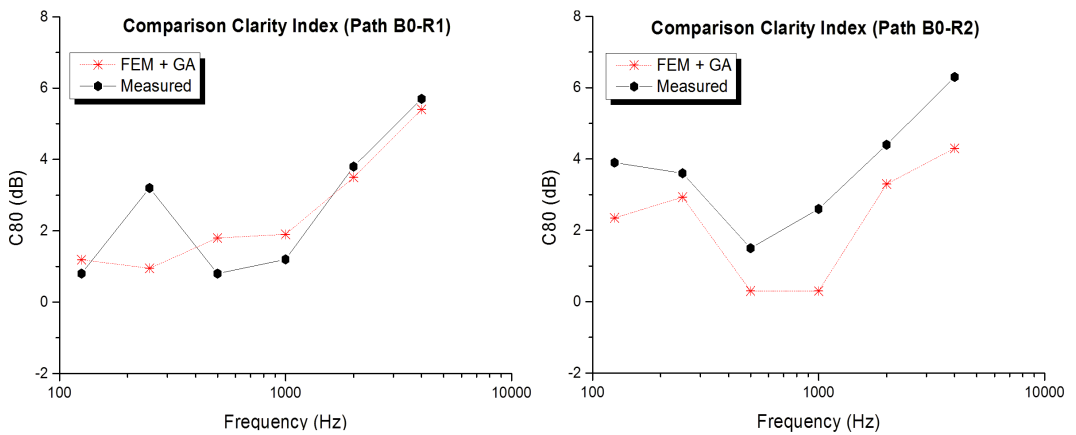 Comparison Clarity Index (Path B0-R1)
FEM + GA
Measured
8
6
4
2
0
-2
C80 (dB)
100
1000
10000
Frequency (Hz)
Comparison Clarity Index (Path B0-R2)
FEM + GA
Measured
8
6
4
2
0
-2
C80 (dB)
100
1000
10000
Frequency (Hz)